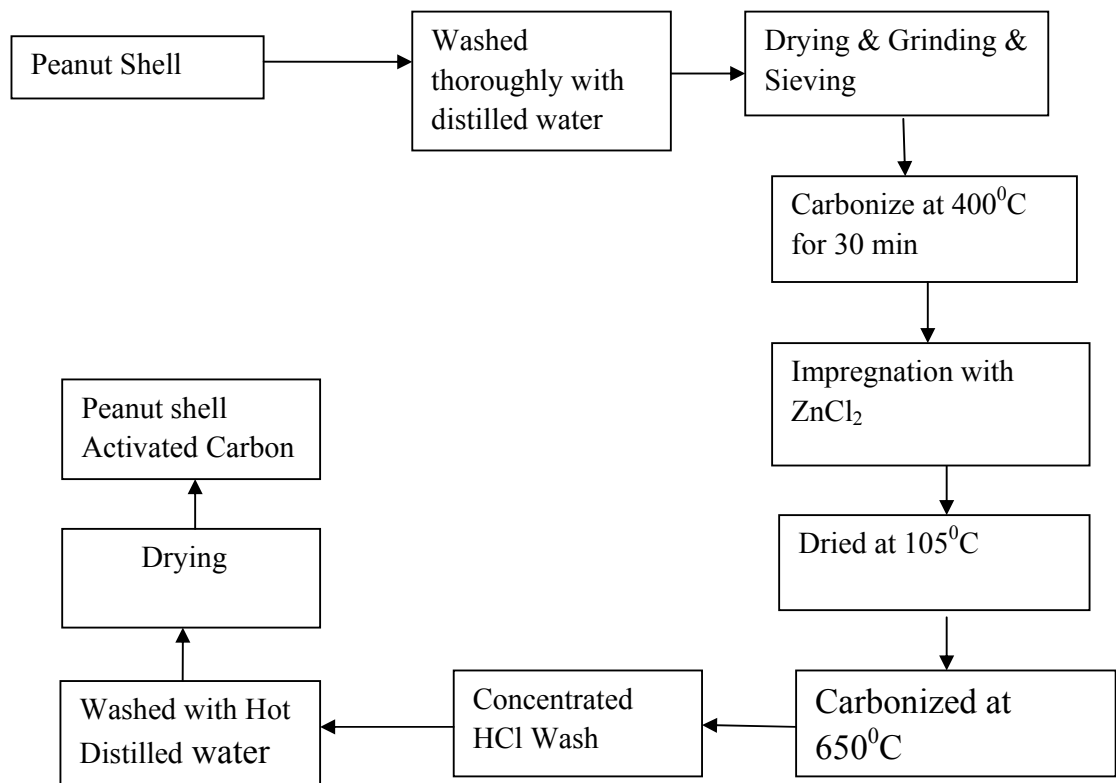 Peanut Shell
Washed
thoroughly with
distilled water
Drying & Grinding &
Sieving
Carbonize at 400⁰C
for 30 min
Impregnation with
ZnCl₂
Dried at 105⁰C
Carbonized at
650⁰C
Concentrated
HCl Wash
Washed with Hot
Distilled water
Drying
Peanut shell
Activated Carbon